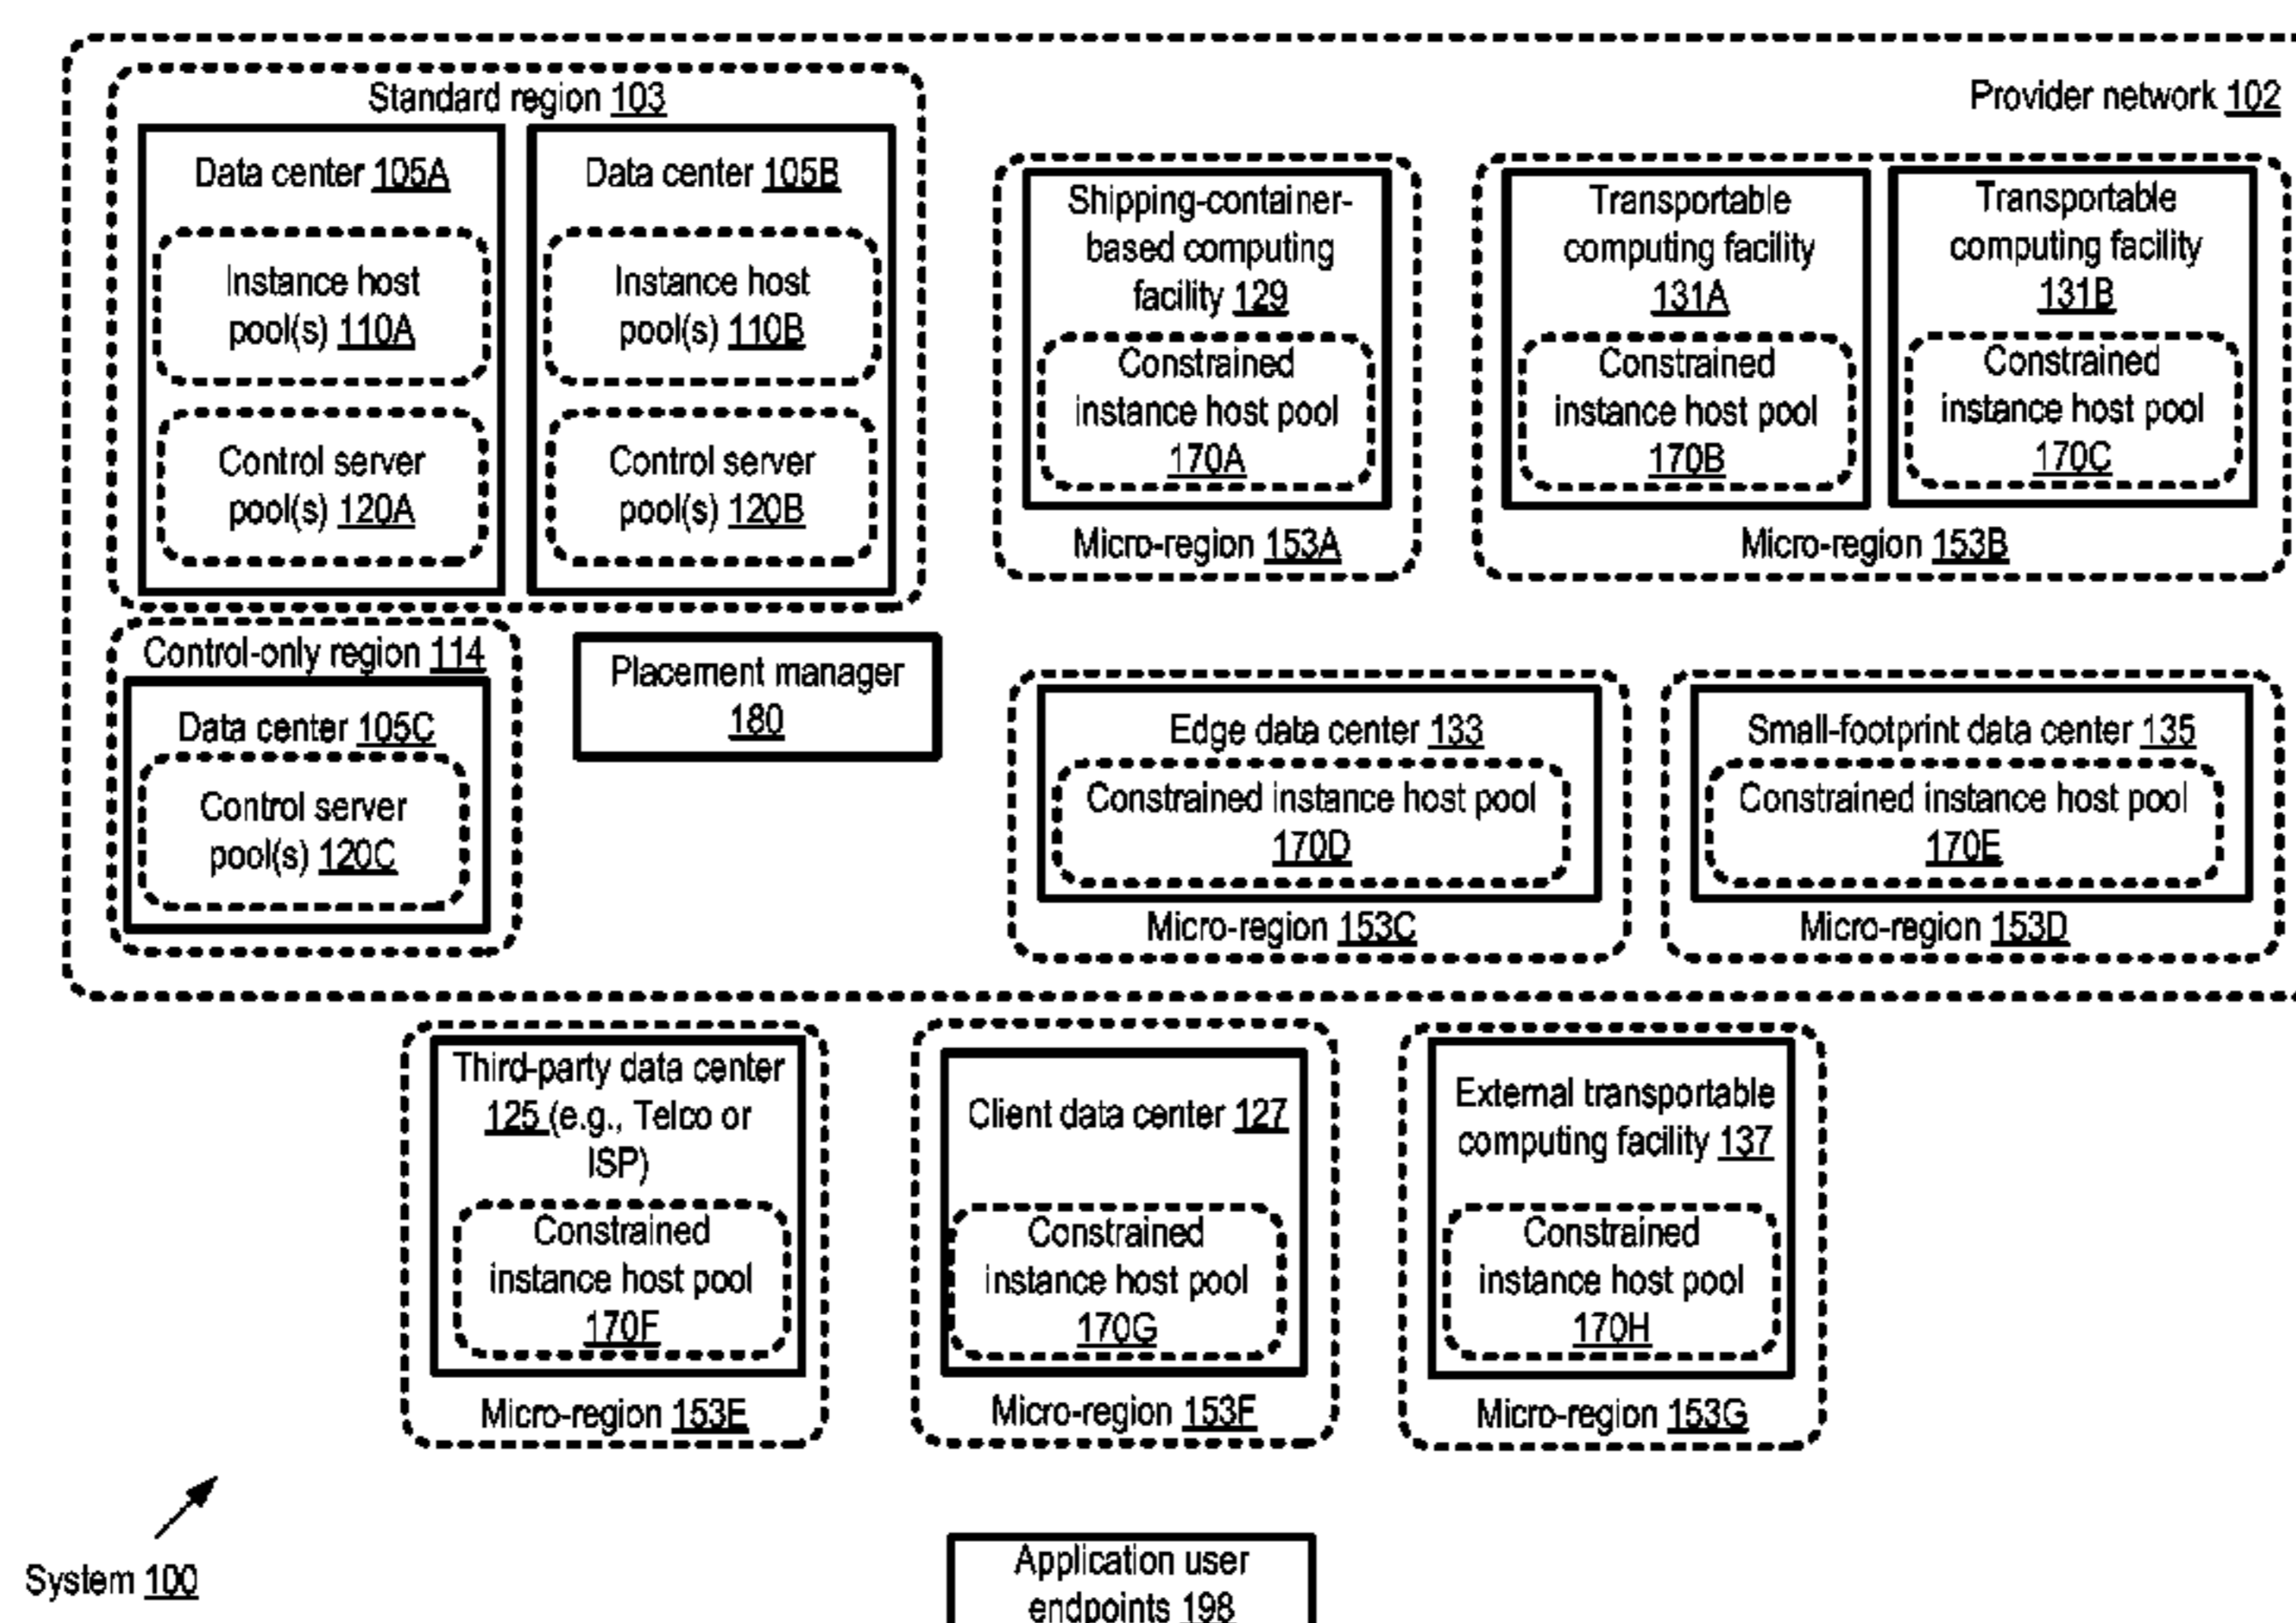 Provider network 102
Standard region 103
Data center 105A
Instance host
pool(s) 110A
Control server
pool(s) 120A
Data center 105B
Instance host
pool(s) 110B
Control server
pool(s) 120B
Shipping-container-
based computing
facility 129
Constrained
instance host pool
170A
Micro-region 153A
Transportable
computing facility
131A
Constrained
instance host pool
170B
Transportable
computing facility
131B
Constrained
instance host pool
170C
Micro-region 153B
Control-only region 114
Data center 105C
Control server
pool(s) 120C
Placement manager
180
Edge data center 133
Constrained instance host pool
170D
Micro-region 153C
Small-footprint data center 135
Constrained instance host pool
170E
Micro-region 153D
Third-party data center
125 (e.g., Telco or
ISP)
Constrained
instance host pool
170F
Micro-region 153E
Client data center 127
Constrained
instance host pool
170G
Micro-region 153F
External transportable
computing facility 137
Constrained
instance host pool
170H
Micro-region 153G
System 100
Application user
endpoints 198